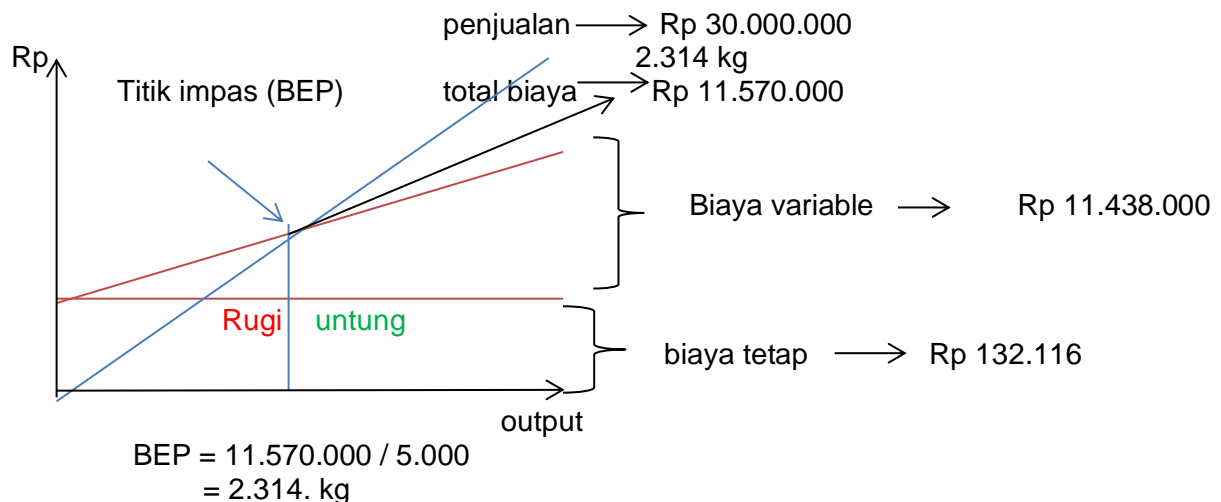 penjualan Rp 30.000.000
Rp 2.314 kg
Titik impas (BEP) total biaya Rp 11.570.000
Biaya variable Rp 11.438.000
Rugi untung
biaya tetap Rp 132.116
output
BEP = 11.570.000 / 5.000
= 2.314. kg